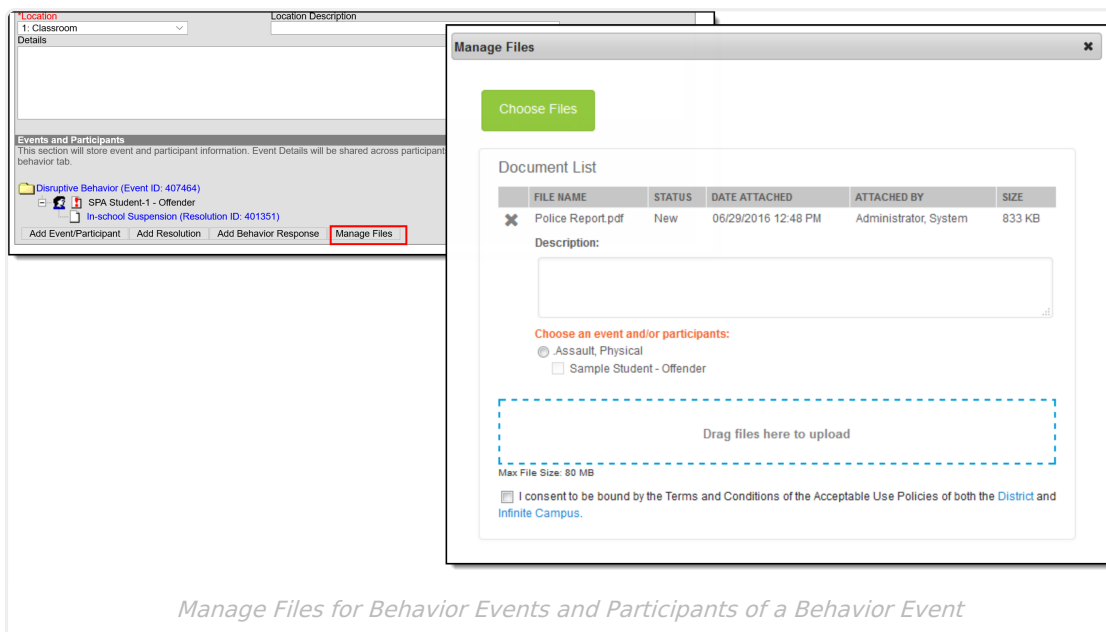 *Location
Location Description
1: Classroom
Details
Events and Participants
This section will store event and participant information. Event Details will be shared across participant
behavior tab.
Disruptive Behavior (Event ID: 407464)
SPA Student-1 - Offender
In-school Suspension (Resolution ID: 401351)
Add Event/Participant Add Resolution Add Behavior Response Manage Files
Manage Files
Choose Files
Document List
FILE NAME STATUS DATE ATTACHED ATTACHED BY SIZE
Police Report.pdf New 06/29/2016 12:48 PM Administrator, System 833 KB
Description:
Choose an event and/or participants:
.Assault, Physical
Sample Student - Offender
Drag files here to upload
Max File Size: 80 MB
I consent to be bound by the Terms and Conditions of the Acceptable Use Policies of both the District and
Infinite Campus.
Manage Files for Behavior Events and Participants of a Behavior Event